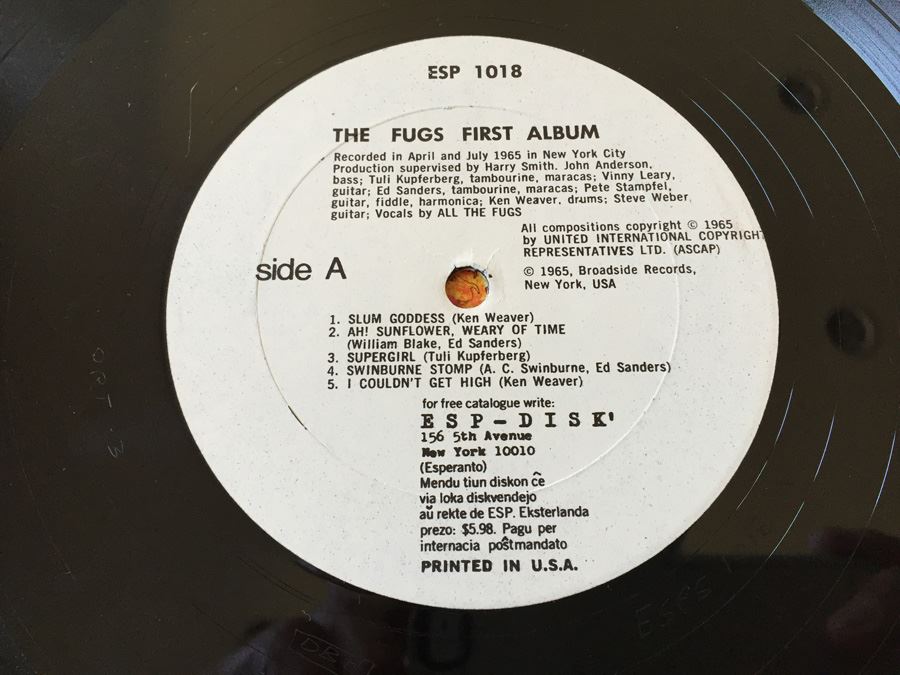 ESP 1018
THE FUGS FIRST ALBUM
Recorded in April and July 1965 in New York City
Production supervised by Harry Smith. John Anderson,
bass; Tuli Kupferberg, tambourine, maracas; Vinny Leary,
guitar; Ed Sanders, tambourine, maracas; Pete Stampfel,
guitar, fiddle, harmonica; Ken Weaver, drums; Steve Weber,
guitar; Vocals by ALL THE FUGS
All compositions copyright © 1965
by UNITED INTERNATIONAL COPYRIGHT
REPRESENTATIVES LTD. (ASCAP)
© 1965, Broadside Records,
New York, USA
side A
1. SLUM GODDESS (Ken Weaver)
2. AH! SUNFLOWER, WEARY OF TIME
(William Blake, Ed Sanders)
3. SUPERGIRL (Tuli Kupferberg)
4. SWINBURNE STOMP (A. C. Swinburne, Ed Sanders)
5. I COULDN'T GET HIGH (Ken Weaver)
for free catalogue write:
ESP-DISK'
156 5th Avenue
New York 10010
(Esperanto)
Mendu tiun diskon ĉe
via loka diskvendejo
aŭ rekte de ESP. Eksterlanda
prezo: $5.98. Pagu per
internacia poŝtmandato
PRINTED IN U.S.A.